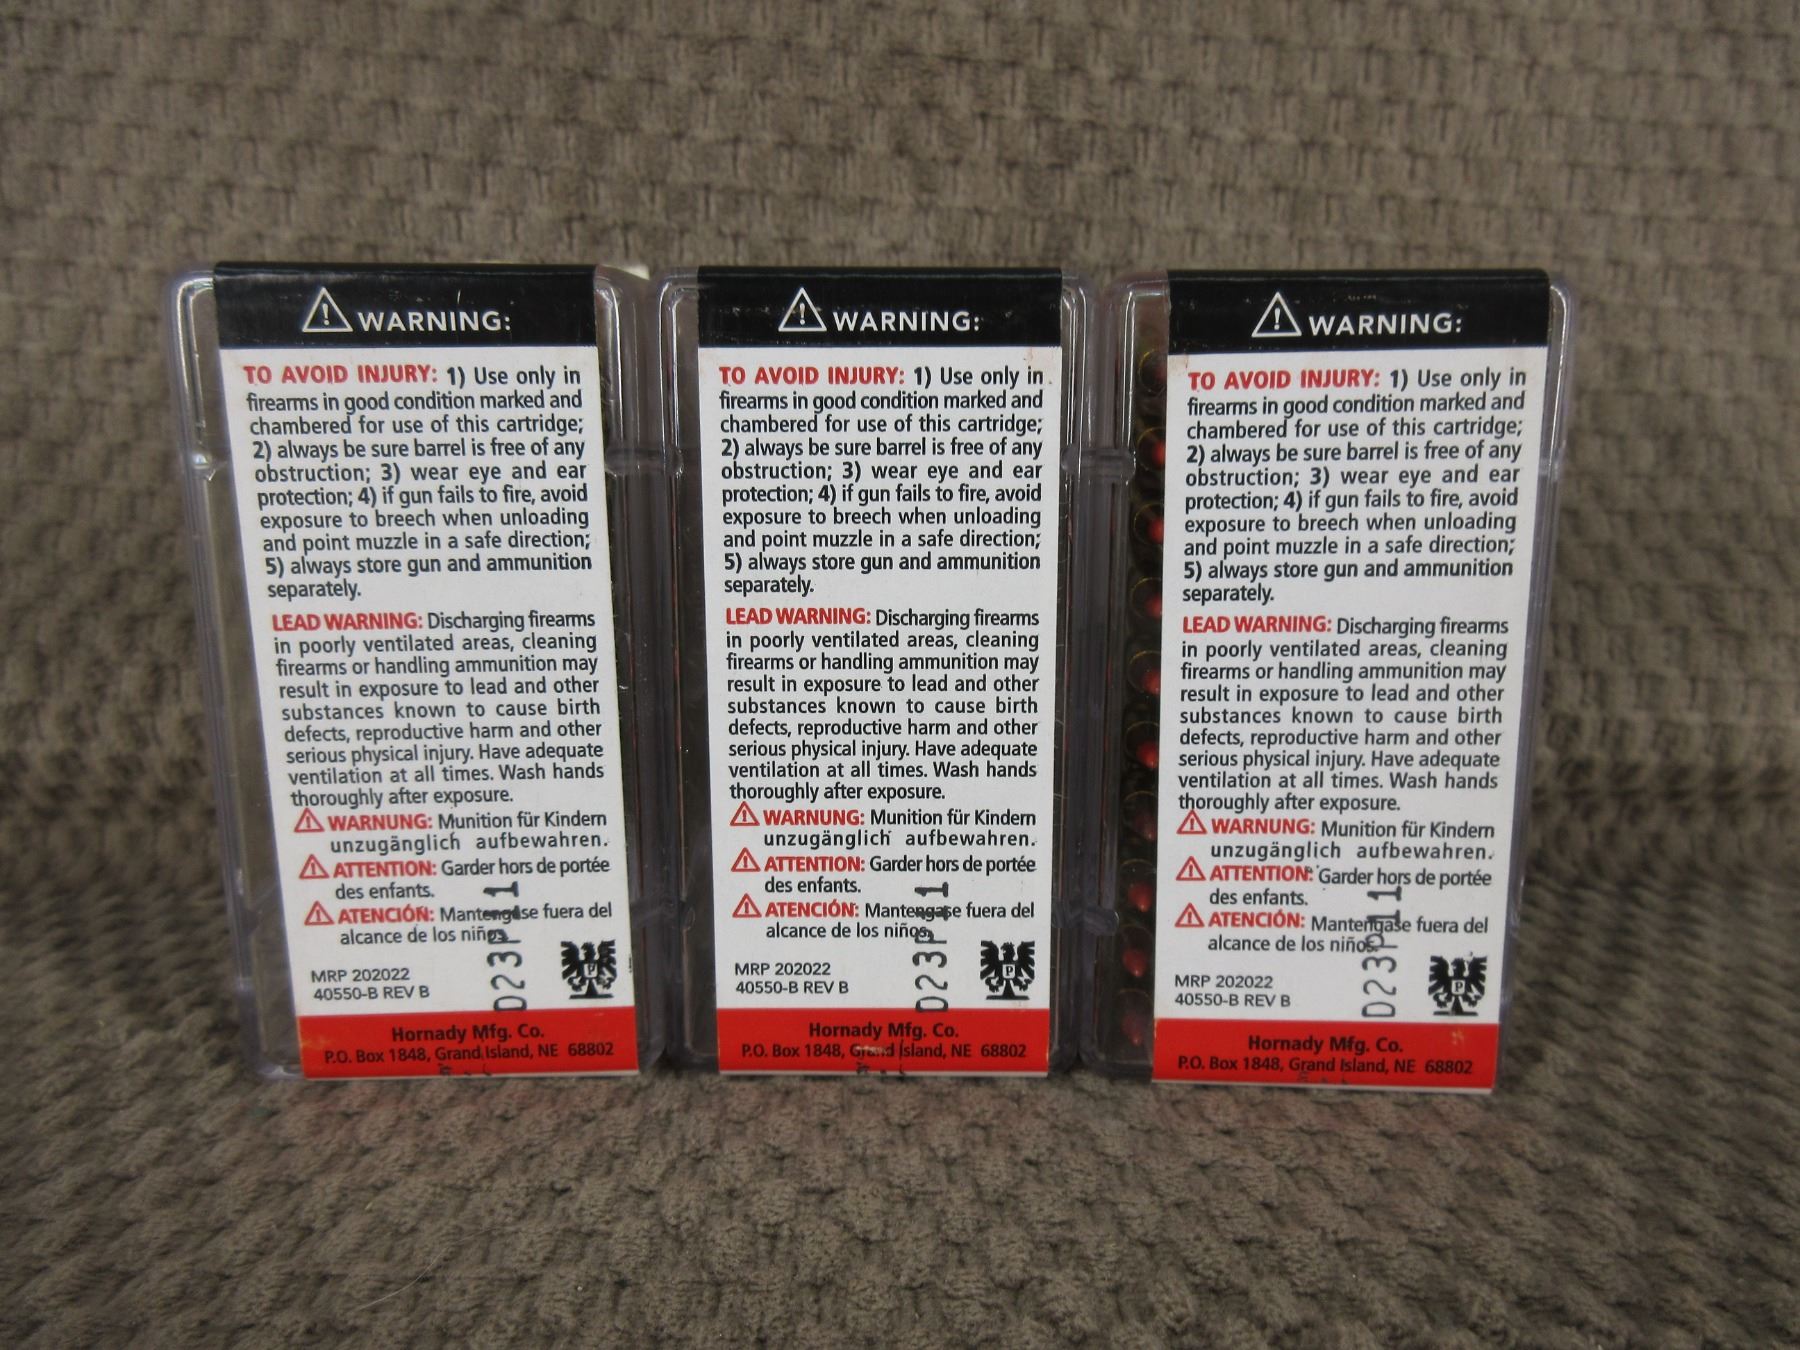 WARNING:
TO AVOID INJURY: 1) Use only in
firearms in good condition marked and
chambered for use of this cartridge;
2) always be sure barrel is free of any
obstruction; 3) wear eye and ear
protection; 4) if gun fails to fire, avoid
exposure to breech when unloading
and point muzzle in a safe direction;
5) always store gun and ammunition
separately.
LEAD WARNING: Discharging firearms
in poorly ventilated areas, cleaning
firearms or handling ammunition may
result in exposure to lead and other
substances known to cause birth
defects, reproductive harm and other
serious physical injury. Have adequate
ventilation at all times. Wash hands
thoroughly after exposure.
WARNUNG: Munition für Kindern
unzugänglich aufbewahren.
ATTENTION: Garder hors de portée
des enfants.
ATENCIÓN: Mantengase fuera del
alcance de los niños.
MRP 202022
40550-B REV B
D23P11
P
Hornady Mfg. Co.
P.O. Box 1848, Grand Island, NE 68802
WARNING:
TO AVOID INJURY: 1) Use only in
firearms in good condition marked and
chambered for use of this cartridge;
2) always be sure barrel is free of any
obstruction; 3) wear eye and ear
protection; 4) if gun fails to fire, avoid
exposure to breech when unloading
and point muzzle in a safe direction;
5) always store gun and ammunition
separately.
LEAD WARNING: Discharging firearms
in poorly ventilated areas, cleaning
firearms or handling ammunition may
result in exposure to lead and other
substances known to cause birth
defects, reproductive harm and other
serious physical injury. Have adequate
ventilation at all times. Wash hands
thoroughly after exposure.
WARNUNG: Munition für Kindern
unzugänglich aufbewahren.
ATTENTION: Garder hors de portée
des enfants.
ATENCIÓN: Mantengase fuera del
alcance de los niños.
MRP 202022
40550-B REV B
D23P11
P
Hornady Mfg. Co.
P.O. Box 1848, Grand Island, NE 68802
WARNING:
TO AVOID INJURY: 1) Use only in
firearms in good condition marked and
chambered for use of this cartridge;
2) always be sure barrel is free of any
obstruction; 3) wear eye and ear
protection; 4) if gun fails to fire, avoid
exposure to breech when unloading
and point muzzle in a safe direction;
5) always store gun and ammunition
separately.
LEAD WARNING: Discharging firearms
in poorly ventilated areas, cleaning
firearms or handling ammunition may
result in exposure to lead and other
substances known to cause birth
defects, reproductive harm and other
serious physical injury. Have adequate
ventilation at all times. Wash hands
thoroughly after exposure.
WARNUNG: Munition für Kindern
unzugänglich aufbewahren.
ATTENTION: Garder hors de portée
des enfants.
ATENCIÓN: Mantengase fuera del
alcance de los niños.
MRP 202022
40550-B REV B
D23P11
P
Hornady Mfg. Co.
P.O. Box 1848, Grand Island, NE 68802